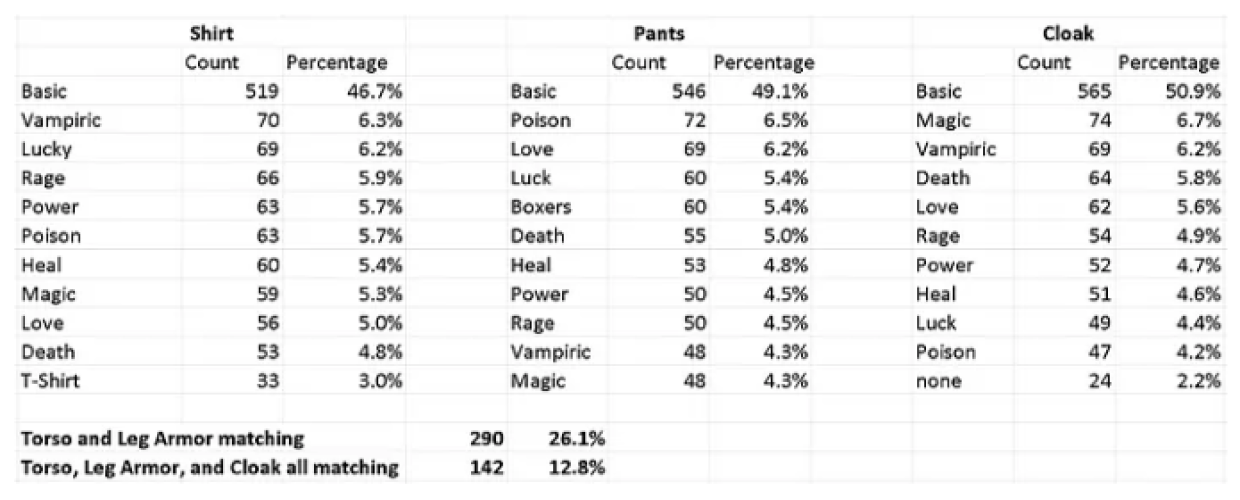 Shirt Pants Cloak
Count Percentage Count Percentage Count Percentage
Basic 519 46.7% Basic 546 49.1% Basic 565 50.9%
Vampiric 70 6.3% Poison 72 6.5% Magic 74 6.7%
Lucky 69 6.2% Love 69 6.2% Vampiric 69 6.2%
Rage 66 5.9% Luck 60 5.4% Death 64 5.8%
Power 63 5.7% Boxers 60 5.4% Love 62 5.6%
Poison 63 5.7% Death 55 5.0% Rage 54 4.9%
Heal 60 5.4% Heal 53 4.8% Power 52 4.7%
Magic 59 5.3% Power 50 4.5% Heal 51 4.6%
Love 56 5.0% Rage 50 4.5% Luck 49 4.4%
Death 53 4.8% Vampiric 48 4.3% Poison 47 4.2%
T-Shirt 33 3.0% Magic 48 4.3% none 24 2.2%
Torso and Leg Armor matching 290 26.1%
Torso, Leg Armor, and Cloak all matching 142 12.8%